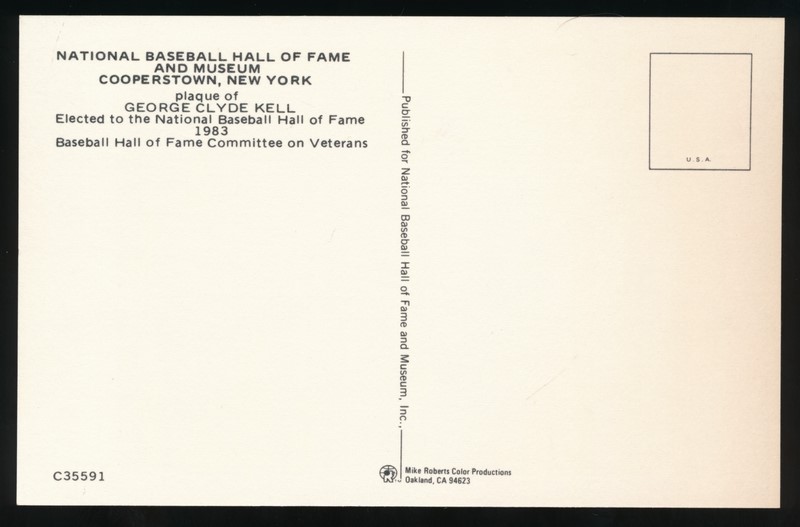 NATIONAL BASEBALL HALL OF FAME
AND MUSEUM
COOPERSTOWN, NEW YORK
plaque of
GEORGE CLYDE KELL
Elected to the National Baseball Hall of Fame
1983
Baseball Hall of Fame Committee on Veterans
Published for National Baseball Hall of Fame and Museum, Inc.,
U.S.A.
C35591
Mike Roberts Color Productions
Oakland, CA 94623